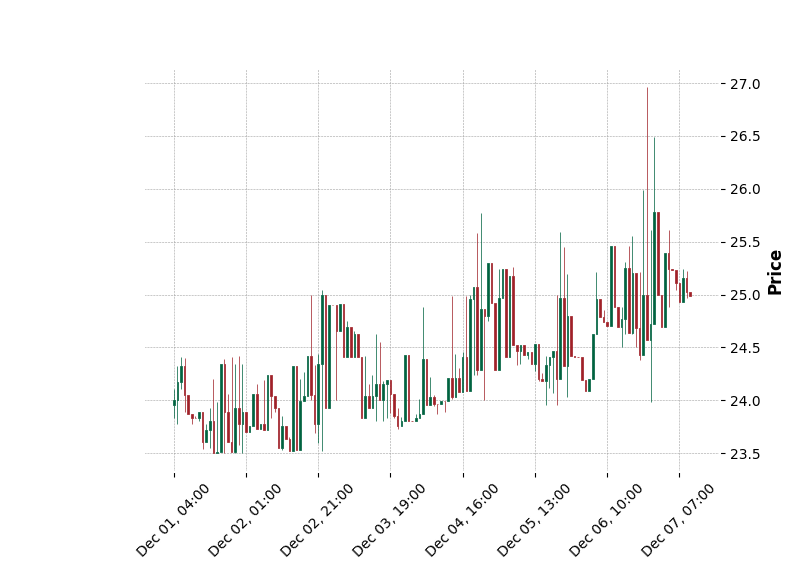 27.0
26.5
26.0
25.5
25.0
24.5
24.0
23.5
Price
Dec 01, 04:00
Dec 02, 01:00
Dec 02, 21:00
Dec 03, 19:00
Dec 04, 16:00
Dec 05, 13:00
Dec 06, 10:00
Dec 07, 07:00